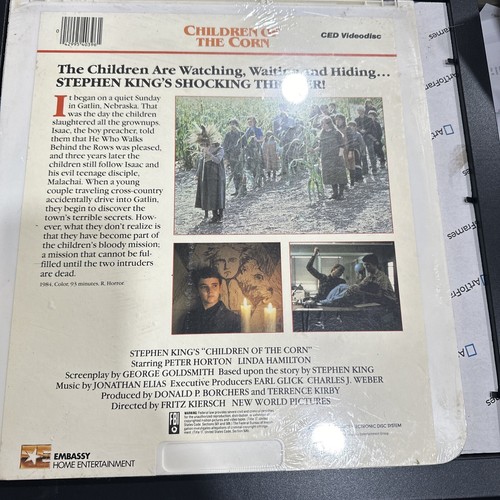 CHILDREN OF
THE CORN
CED Videodisc
The Children Are Watching, Waiting and Hiding...
STEPHEN KING'S SHOCKING THRILLER!
It began on a quiet Sunday
in Gatlin, Nebraska. That
was the day the children
slaughtered all the grownups.
Isaac, the boy preacher, told
them that He Who Walks
Behind the Rows was pleased,
and three years later the
children still follow Isaac and
his evil teenage disciple,
Malachai. When a young
couple traveling cross-country
accidentally drive into Gatlin,
they begin to discover the
town's terrible secrets. How-
ever, what they don't realize is
that they have become part of
the children's bloody mission;
a mission that cannot be ful-
filled until the two intruders
are dead.
1984, Color, 93 minutes, R, Horror
STEPHEN KING'S "CHILDREN OF THE CORN"
Starring PETER HORTON LINDA HAMILTON
Screenplay by GEORGE GOLDSMITH Based upon the story by STEPHEN KING
Music by JONATHAN ELIAS Executive Producers EARL GLICK CHARLES J. WEBER
Produced by DONALD P. BORCHERS and TERRENCE KIRBY
Directed by FRITZ KIERSCH NEW WORLD PICTURES
FBI
WARNING
EMBASSY
HOME ENTERTAINMENT
ArtToFrames